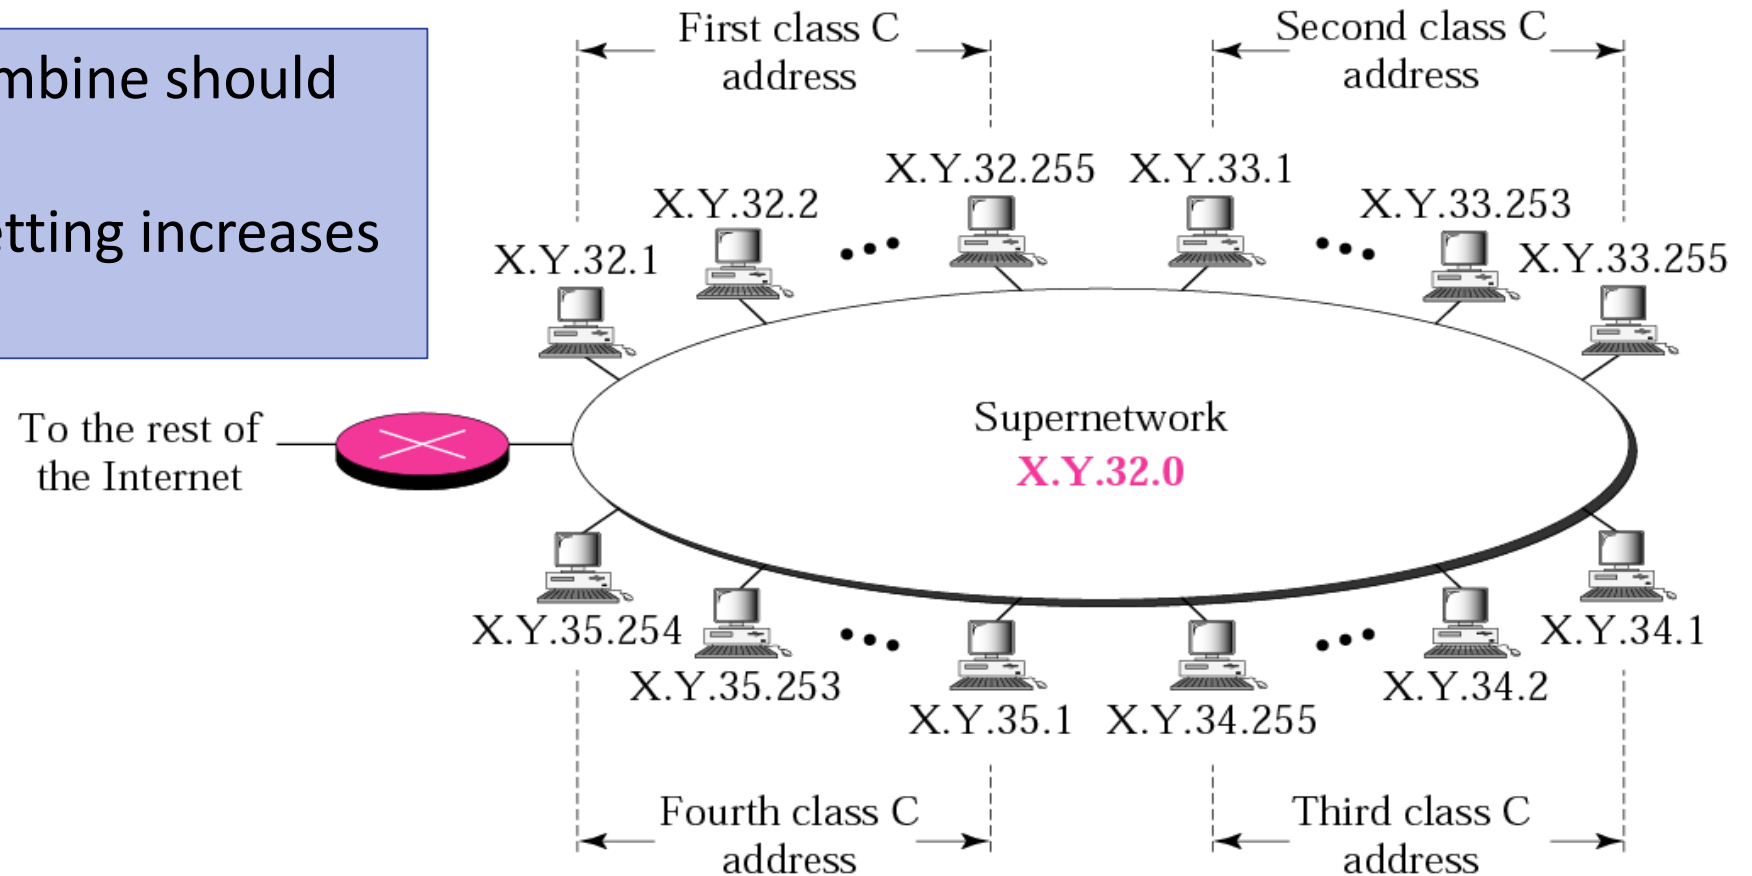 mbine should
etting increases
First class C
address
Second class C
address
X.Y.32.1
X.Y.32.2
X.Y.32.255
X.Y.33.1
X.Y.33.253
X.Y.33.255
To the rest of
the Internet
Supernetwork
X.Y.32.0
X.Y.35.254
X.Y.35.253
X.Y.35.1
X.Y.34.255
X.Y.34.2
X.Y.34.1
Fourth class C
address
Third class C
address